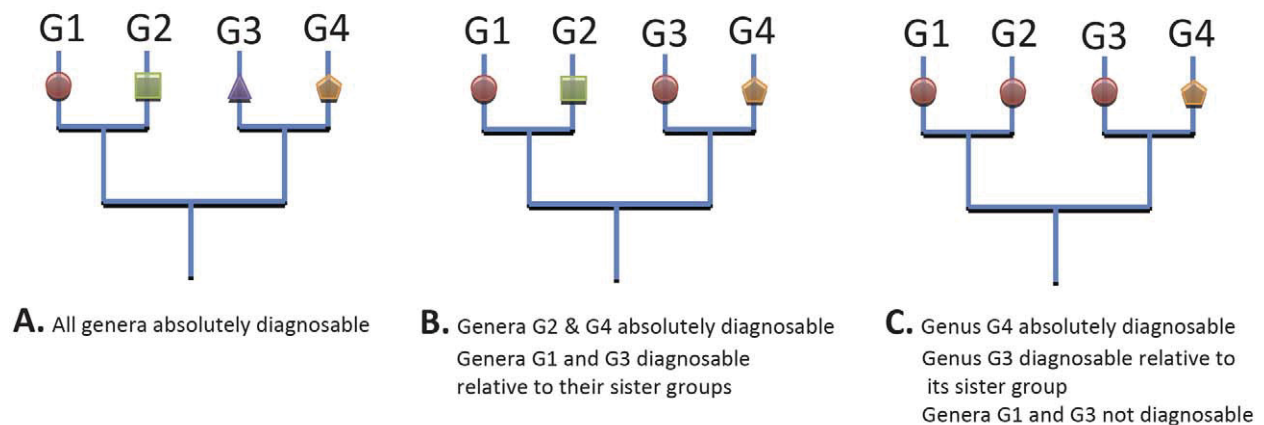 G1 G2 G3 G4
A. All genera absolutely diagnosable
G1 G2 G3 G4
B. Genera G2 & G4 absolutely diagnosable
Genera G1 and G3 diagnosable
relative to their sister groups
G1 G2 G3 G4
C. Genus G4 absolutely diagnosable
Genus G3 diagnosable relative to
its sister group
Genera G1 and G3 not diagnosable